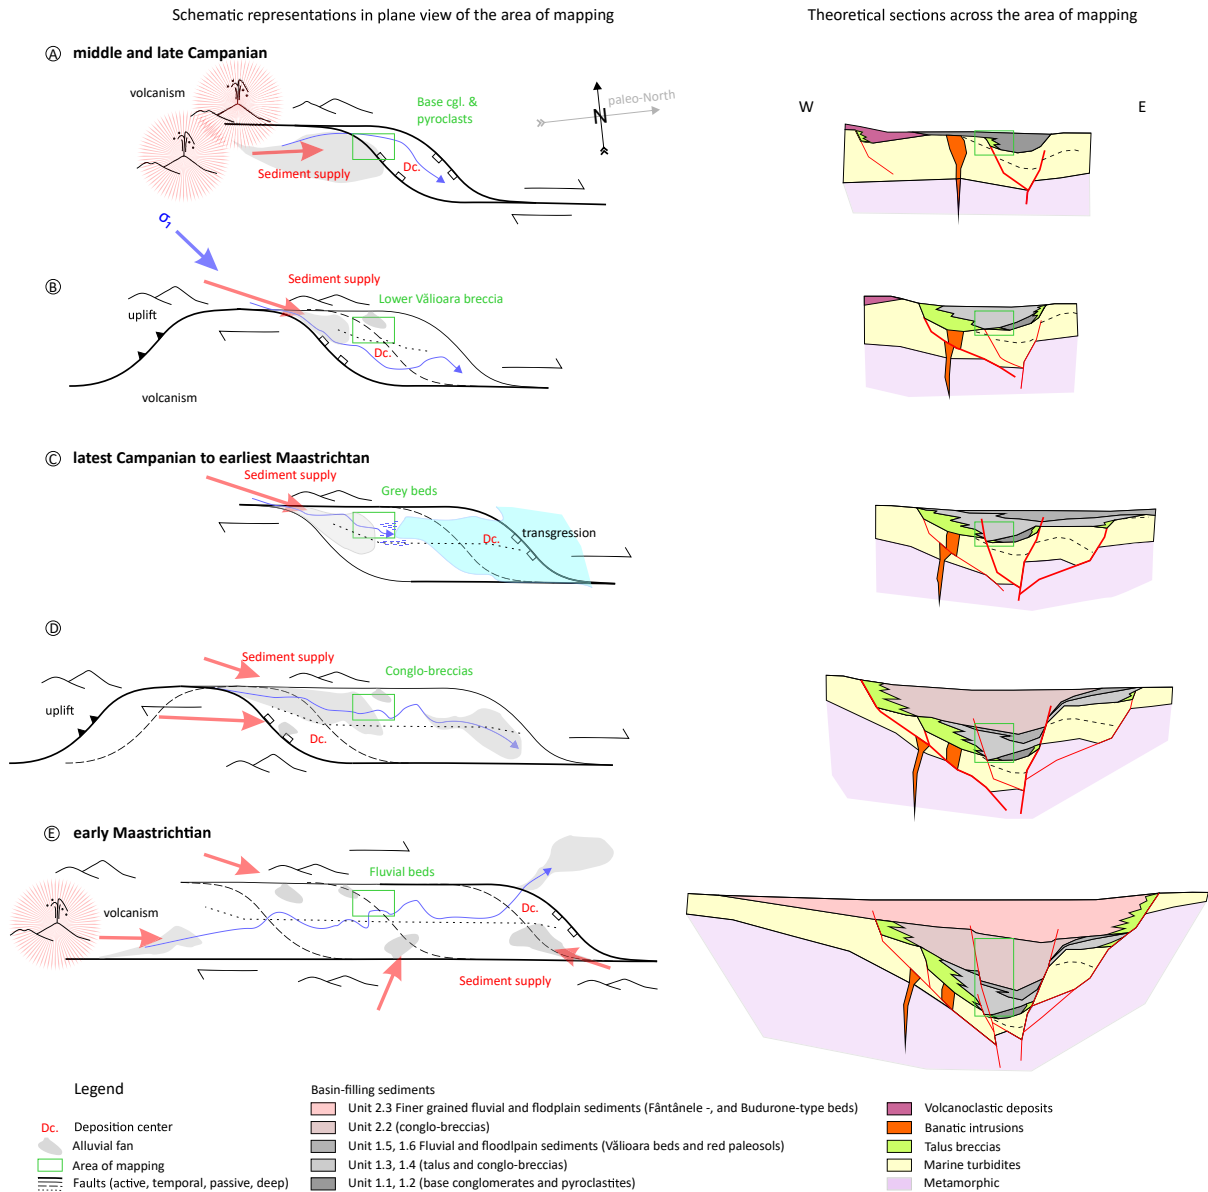 Schematic representations in plane view of the area of mapping
Theoretical sections across the area of mapping
A middle and late Campanian
volcanism
Base cgl. &
pyroclasts
paleo-North
N
W
E
Dc.
Sediment supply
σ1
B
Sediment supply
Lower Vălioara breccia
uplift
Dc.
volcanism
C latest Campanian to earliest Maastrichtan
Sediment supply
Grey beds
Dc.
transgression
D
Sediment supply
Conglo-breccias
uplift
Dc.
E early Maastrichtian
Fluvial beds
volcanism
Dc.
Sediment supply
Legend
Dc. Deposition center
Alluvial fan
Area of mapping
Faults (active, temporal, passive, deep)
Basin-filling sediments
Unit 2.3 Finer grained fluvial and flodplain sediments (Fântânele -, and Budurone-type beds)
Unit 2.2 (conglo-breccias)
Unit 1.5, 1.6 Fluvial and floodlpain sediments (Vălioara beds and red paleosols)
Unit 1.3, 1.4 (talus and conglo-breccias)
Unit 1.1, 1.2 (base conglomerates and pyroclastites)
Volcanoclastic deposits
Banatic intrusions
Talus breccias
Marine turbidites
Metamorphic